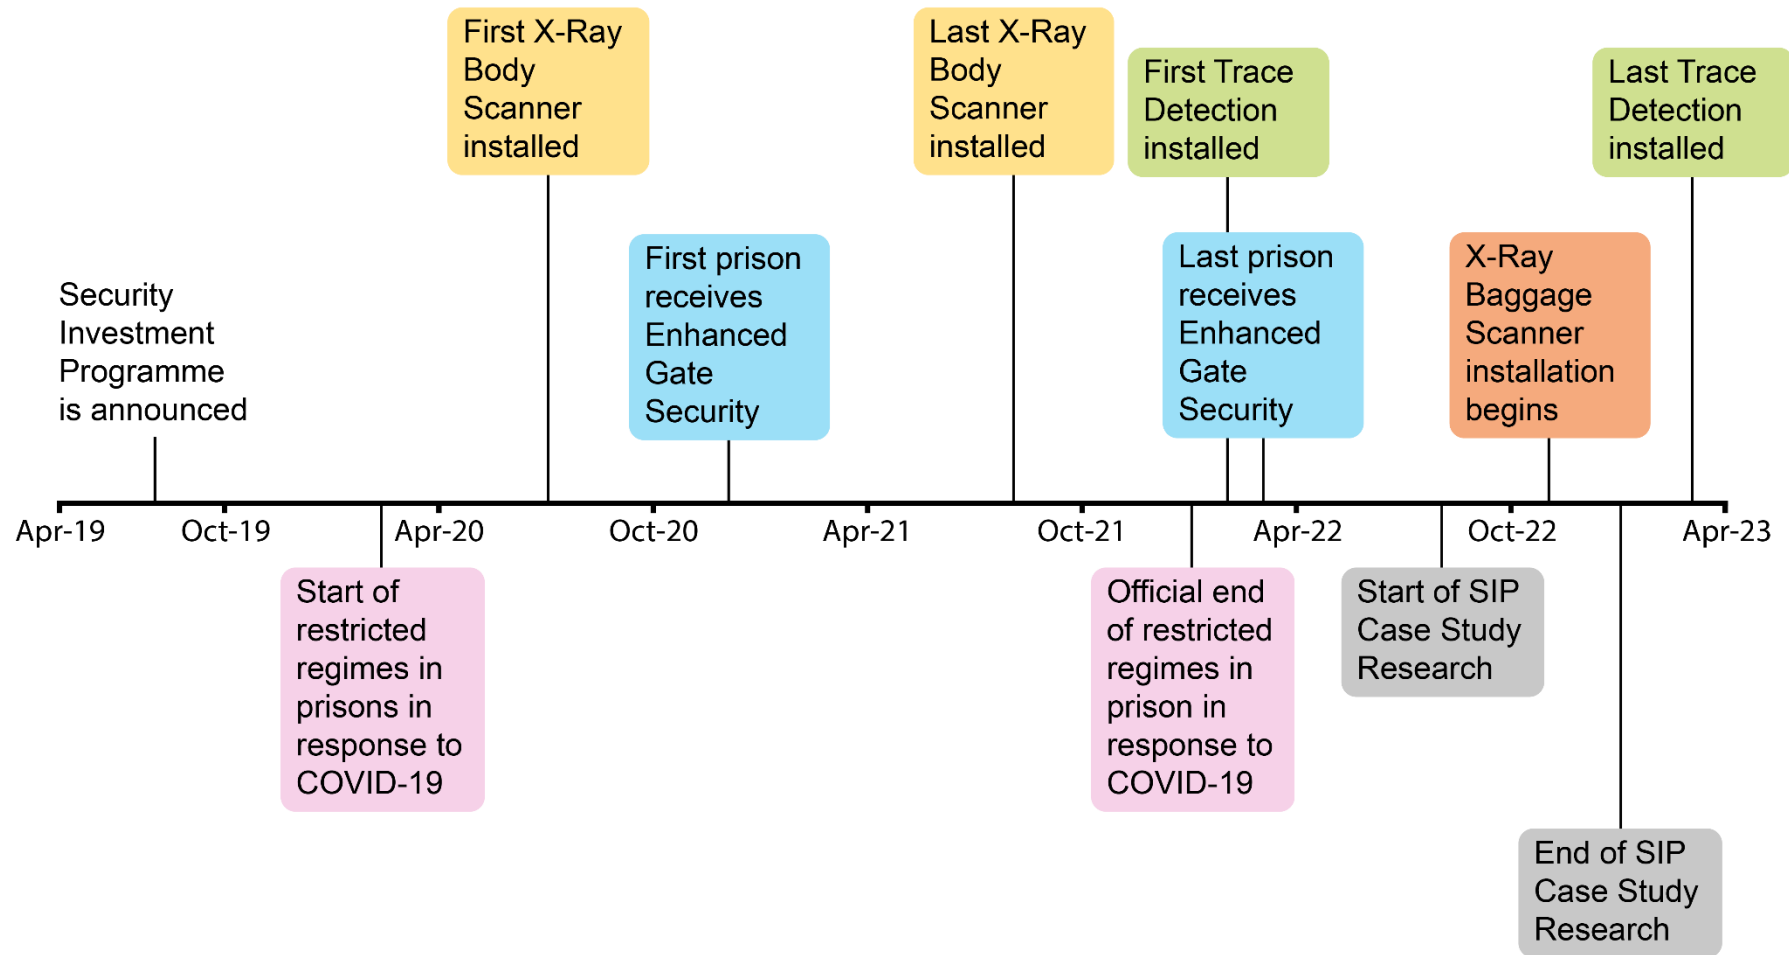 First X-Ray
Body
Scanner
installed
Last X-Ray
Body
Scanner
installed
First Trace
Detection
installed
Last Trace
Detection
installed
Security
Investment
Programme
is announced
First prison
receives
Enhanced
Gate
Security
Last prison
receives
Enhanced
Gate
Security
X-Ray
Baggage
Scanner
installation
begins
Apr-19
Oct-19
Apr-20
Oct-20
Apr-21
Oct-21
Apr-22
Oct-22
Apr-23
Start of
restricted
regimes in
prisons in
response to
COVID-19
Official end
of restricted
regimes in
prison in
response to
COVID-19
Start of SIP
Case Study
Research
End of SIP
Case Study
Research